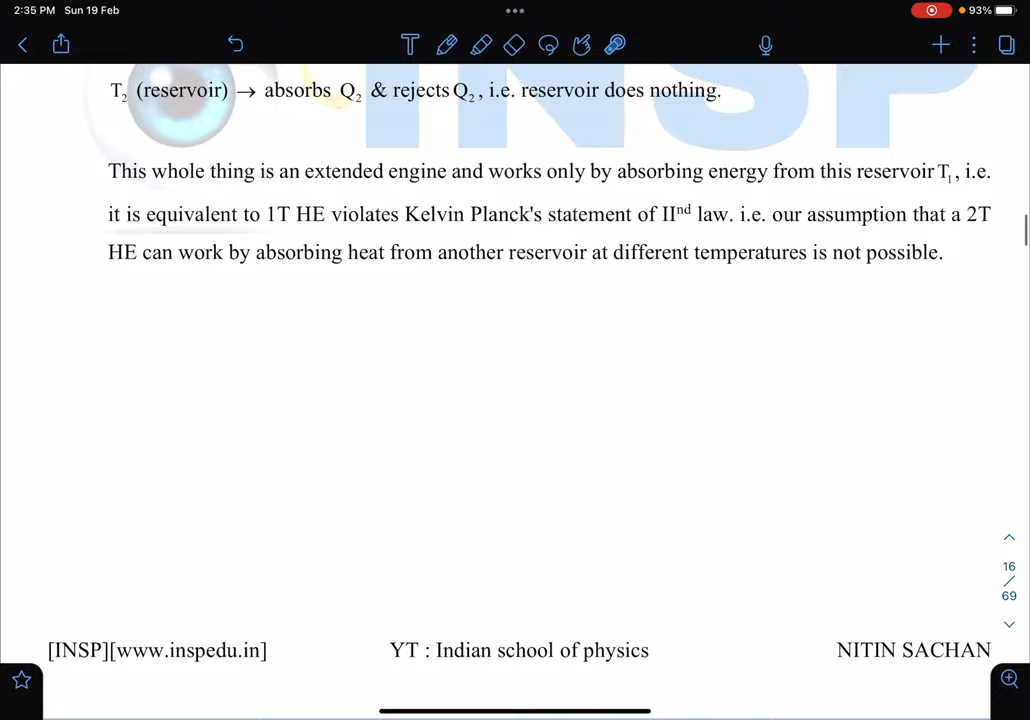 2:35 PM Sun 19 Feb
93%
INSP
T₂ (reservoir) → absorbs Q₂ & rejects Q₂, i.e. reservoir does nothing.
This whole thing is an extended engine and works only by absorbing energy from this reservoir T₁, i.e.
it is equivalent to 1T HE violates Kelvin Planck's statement of IIⁿᵈ law. i.e. our assumption that a 2T
HE can work by absorbing heat from another reservoir at different temperatures is not possible.
16
/
69
[INSP][www.inspedu.in] YT : Indian school of physics NITIN SACHAN